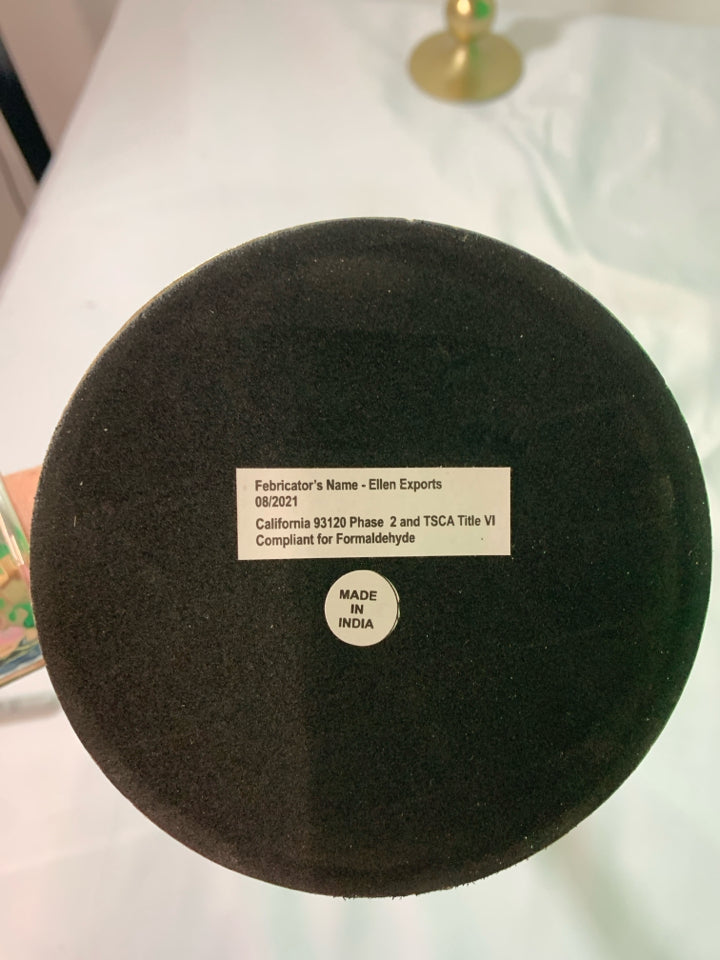 Febricator's Name - Ellen Exports
08/2021
California 93120 Phase 2 and TSCA Title VI
Compliant for Formaldehyde
MADE
IN
INDIA